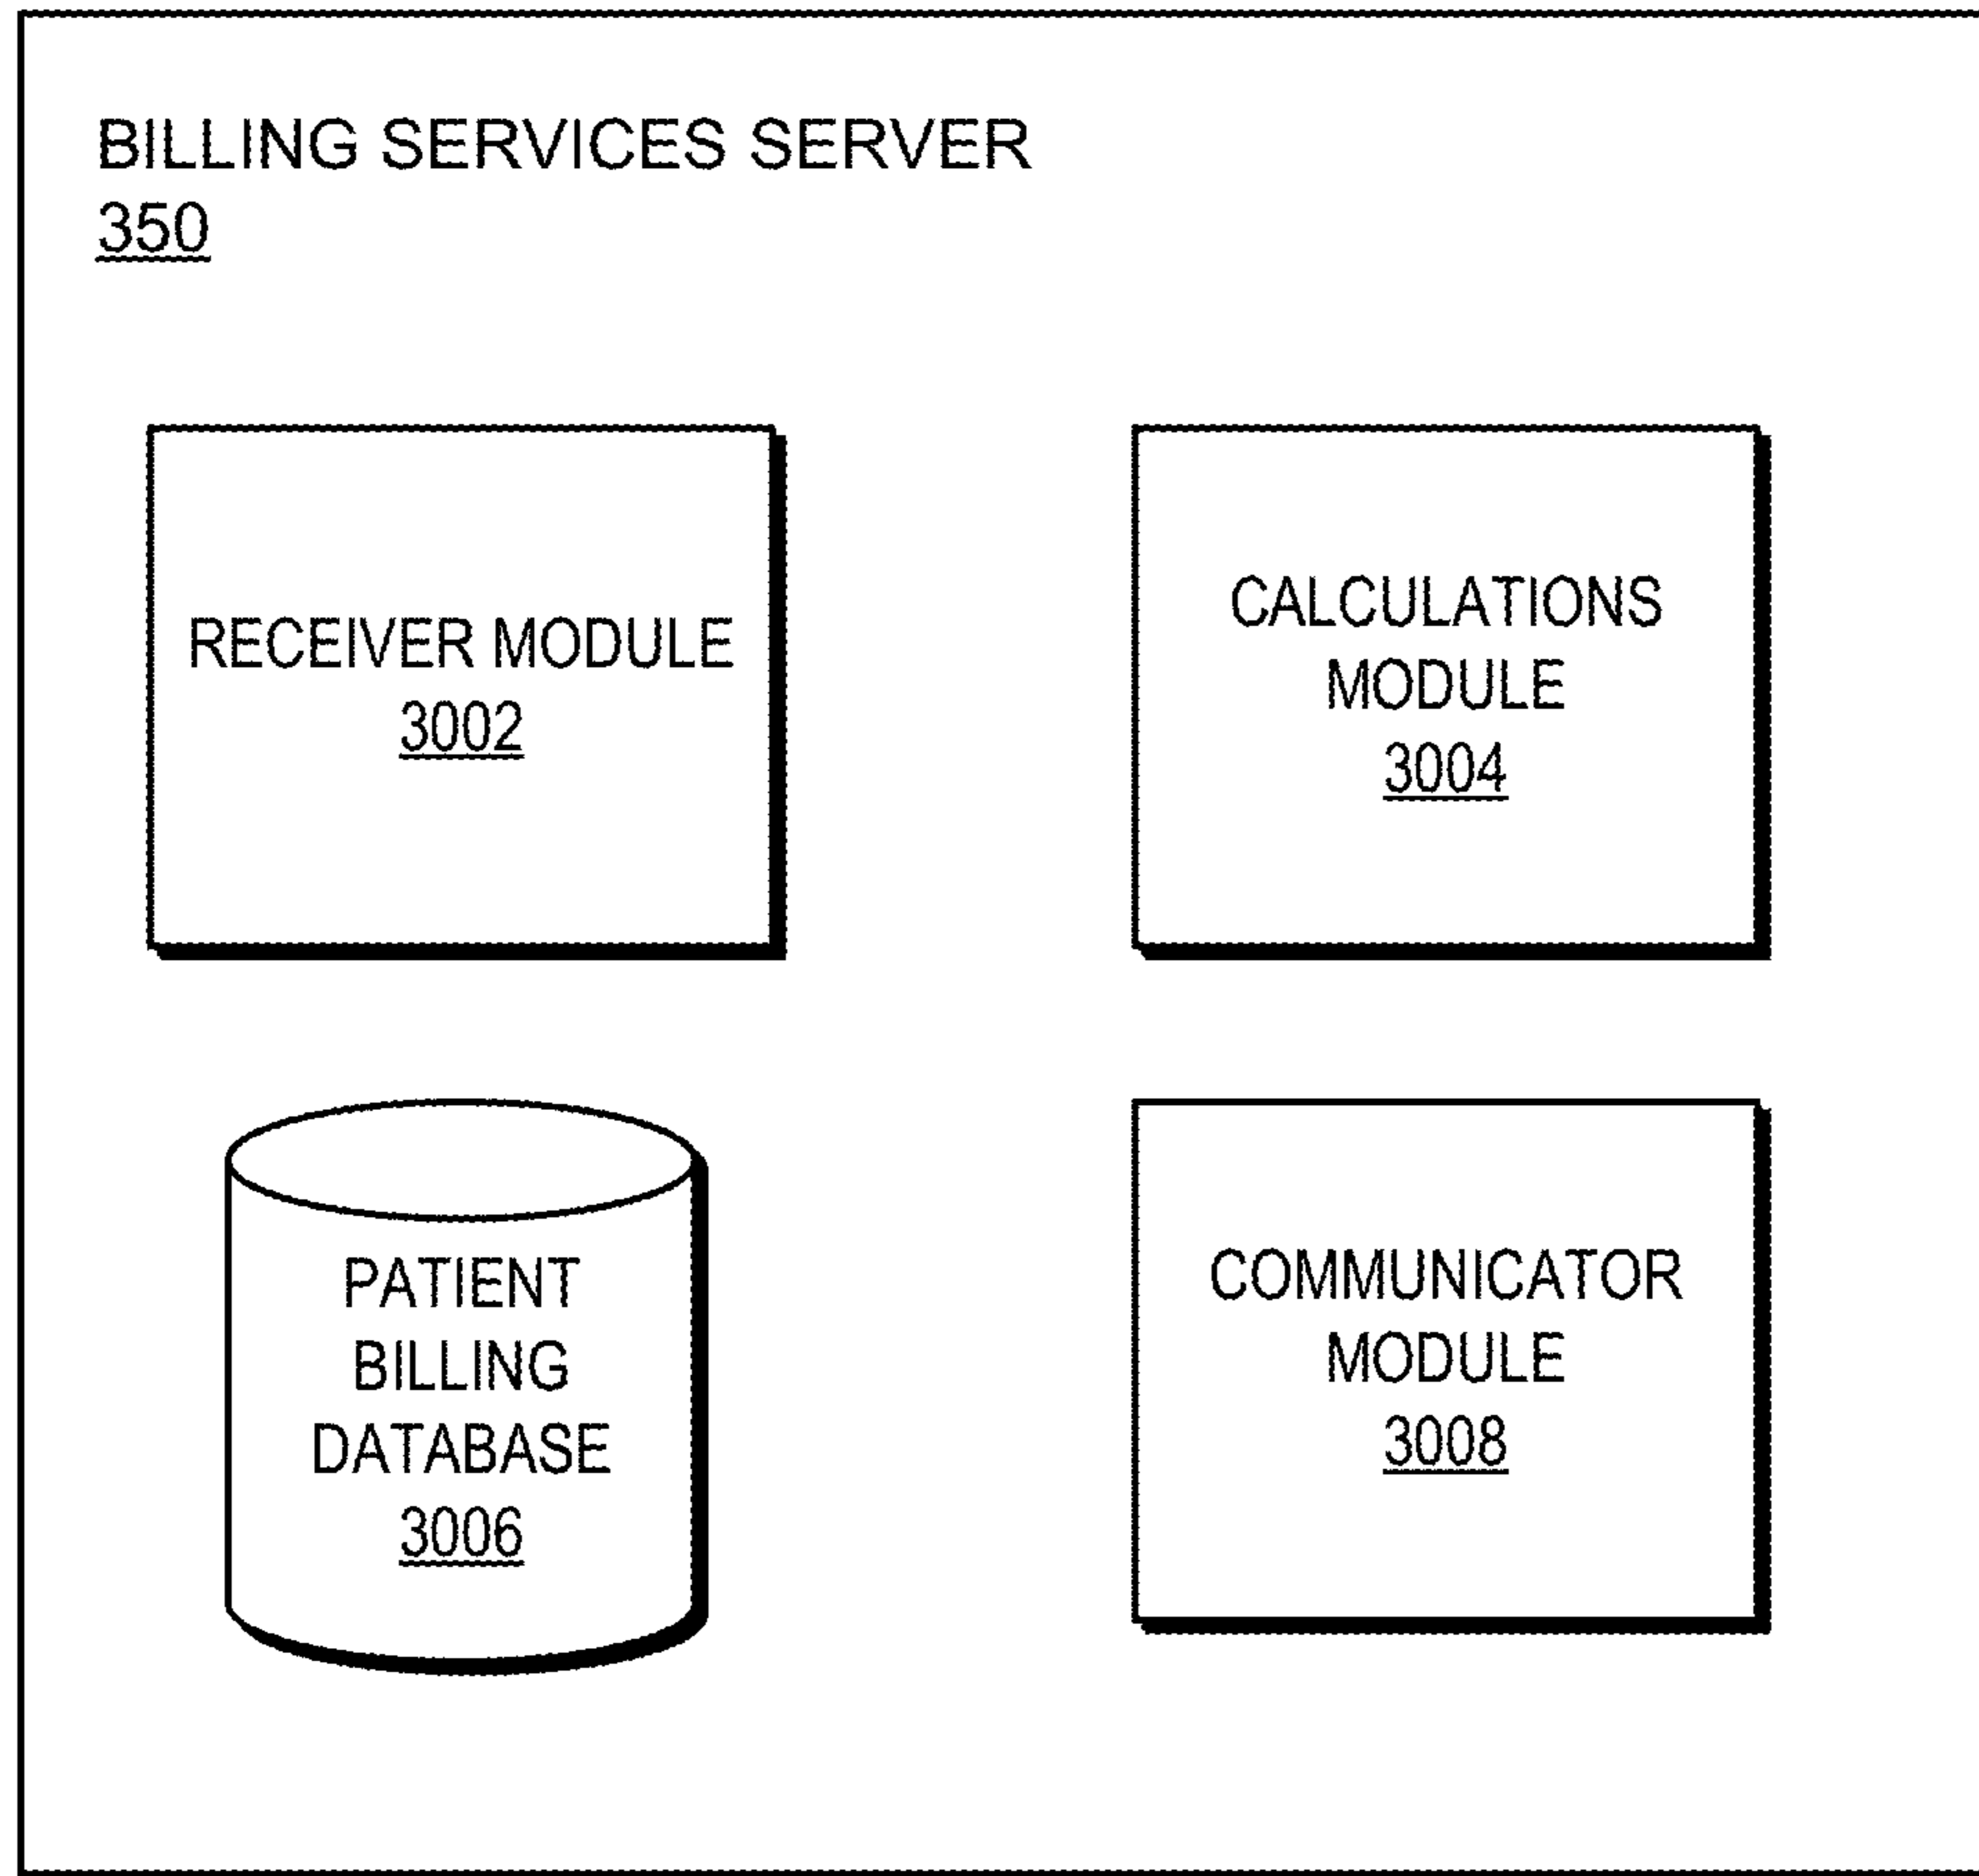 BILLING SERVICES SERVER
350
RECEIVER MODULE
3002
CALCULATIONS
MODULE
3004
PATIENT
BILLING
DATABASE
3006
COMMUNICATOR
MODULE
3008